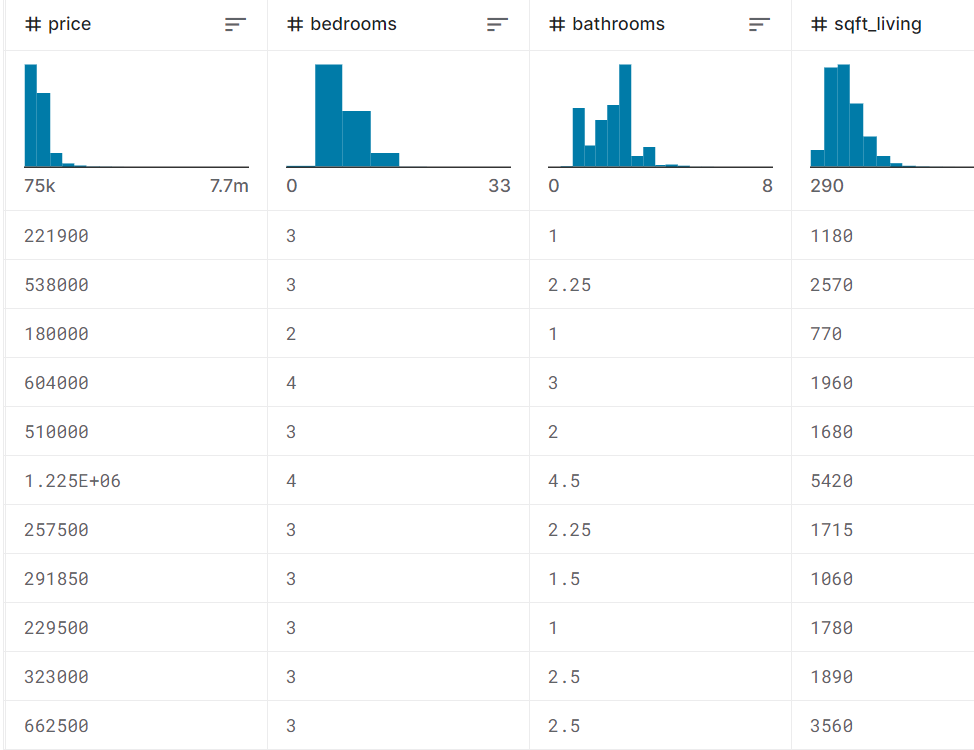 # price # bedrooms # bathrooms # sqft_living
75k 7.7m 0 33 0 8 290
221900 3 1 1180
538000 3 2.25 2570
180000 2 1 770
604000 4 3 1960
510000 3 2 1680
1.225E+06 4 4.5 5420
257500 3 2.25 1715
291850 3 1.5 1060
229500 3 1 1780
323000 3 2.5 1890
662500 3 2.5 3560